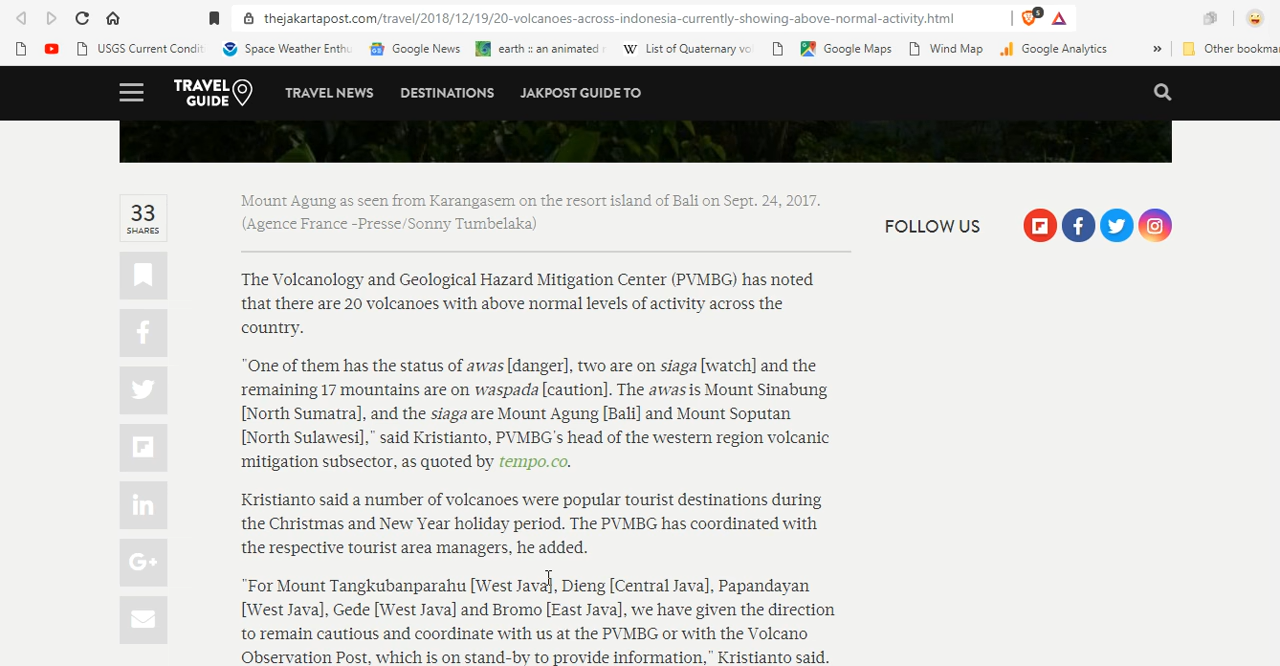 thejakartapost.com/travel/2018/12/19/20-volcanoes-across-indonesia-currently-showing-above-normal-activity.html
5
USGS Current Condit
Space Weather Enthu
Google News
earth :: an animated
List of Quaternary vo
Google Maps
Wind Map
Google Analytics
»
Other bookma
TRAVEL GUIDE
TRAVEL NEWS
DESTINATIONS
JAKPOST GUIDE TO
33
SHARES
Mount Agung as seen from Karangasem on the resort island of Bali on Sept. 24, 2017.
(Agence France -Presse/Sonny Tumbelaka)
FOLLOW US
The Volcanology and Geological Hazard Mitigation Center (PVMBG) has noted
that there are 20 volcanoes with above normal levels of activity across the
country.
"One of them has the status of awas [danger], two are on siaga [watch] and the
remaining 17 mountains are on waspada [caution]. The awas is Mount Sinabung
[North Sumatra], and the siaga are Mount Agung [Bali] and Mount Soputan
[North Sulawesi]," said Kristianto, PVMBG's head of the western region volcanic
mitigation subsector, as quoted by tempo.co.
Kristianto said a number of volcanoes were popular tourist destinations during
the Christmas and New Year holiday period. The PVMBG has coordinated with
the respective tourist area managers, he added.
"For Mount Tangkubanparahu [West Java], Dieng [Central Java], Papandayan
[West Java], Gede [West Java] and Bromo [East Java], we have given the direction
to remain cautious and coordinate with us at the PVMBG or with the Volcano
Observation Post, which is on stand-by to provide information," Kristianto said.